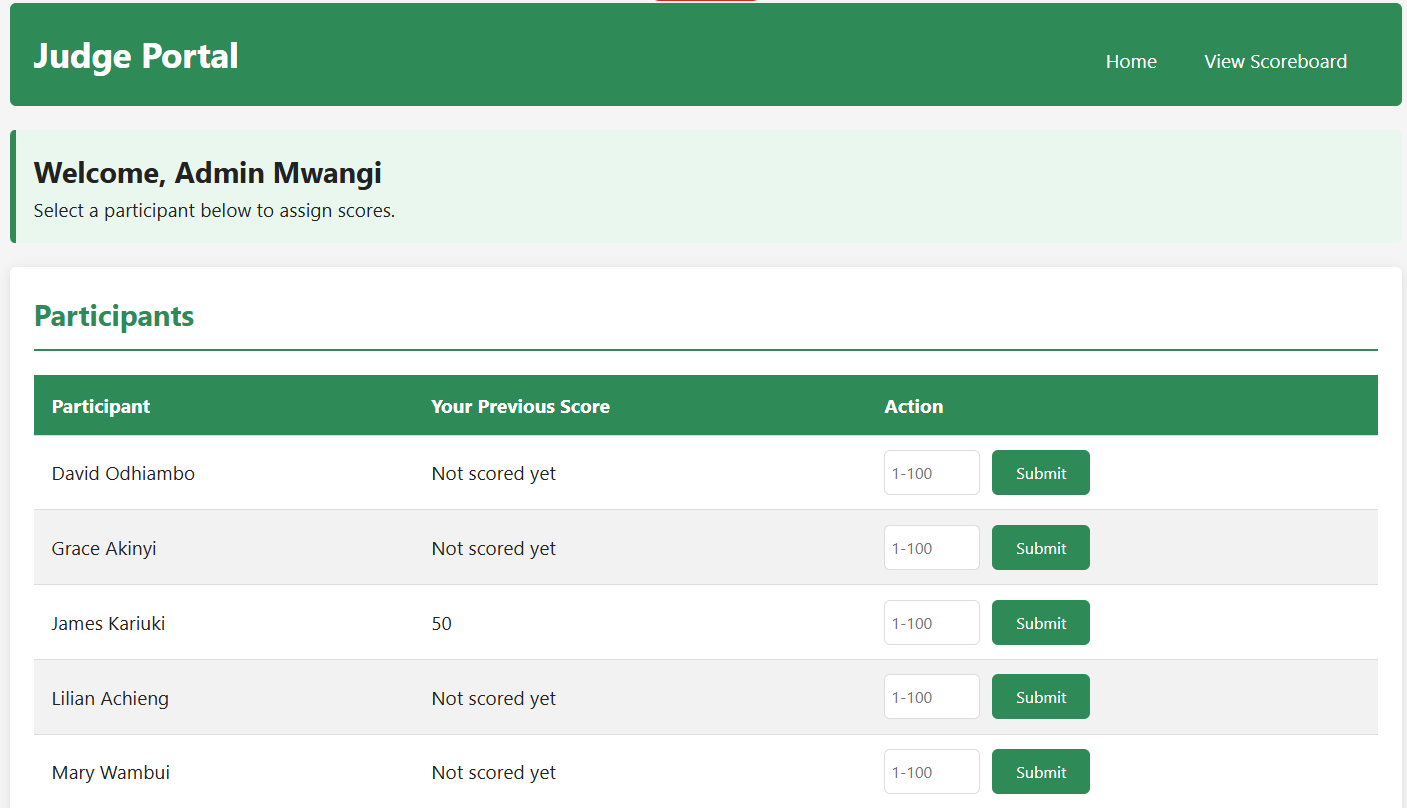 Judge Portal
Home View Scoreboard
Welcome, Admin Mwangi
Select a participant below to assign scores.
Participants
Participant Your Previous Score Action
David Odhiambo Not scored yet 1-100 Submit
Grace Akinyi Not scored yet 1-100 Submit
James Kariuki 50 1-100 Submit
Lilian Achieng Not scored yet 1-100 Submit
Mary Wambui Not scored yet 1-100 Submit